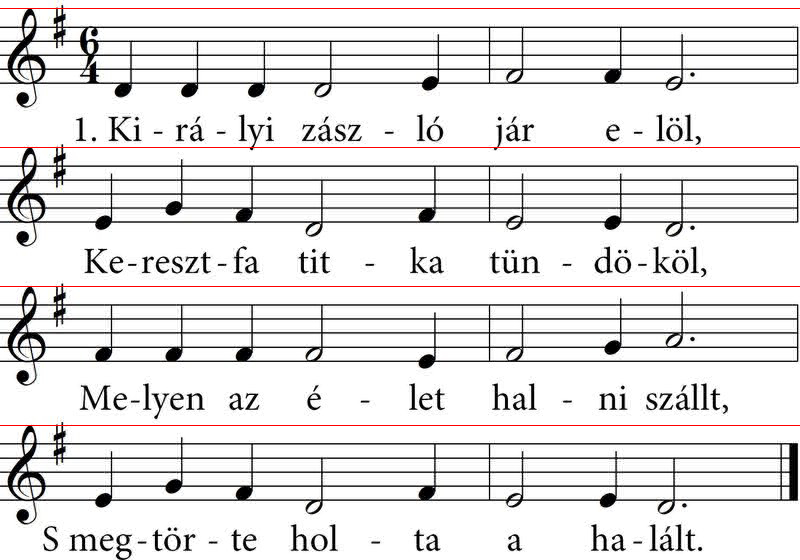 6
4
1. Ki - rá - lyi zász - ló jár e - löl,
Ke - reszt - fa tit - ka tün - dö - köl,
Me - lyen az é - let hal - ni szállt,
S meg - tör - te hol - ta a ha - lált.